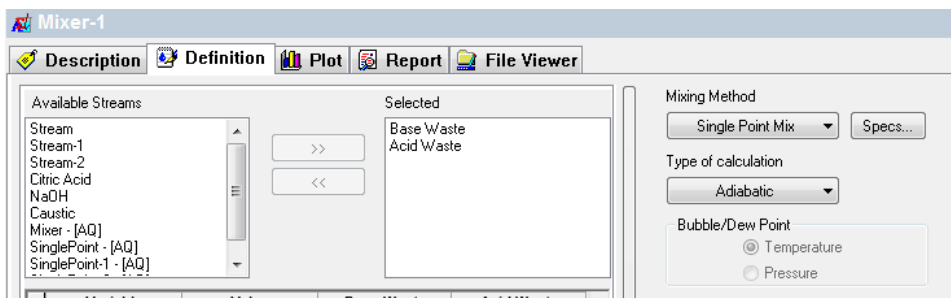 Mixer-1
Description Definition Plot Report File Viewer
Available Streams
Stream
Stream-1
Stream-2
Citric Acid
NaOH
Caustic
Mixer - [AQ]
SinglePoint - [AQ]
SinglePoint-1 - [AQ]
>>
<<
Selected
Base Waste
Acid Waste
Mixing Method
Single Point Mix Specs...
Type of calculation
Adiabatic
Bubble/Dew Point
Temperature
Pressure